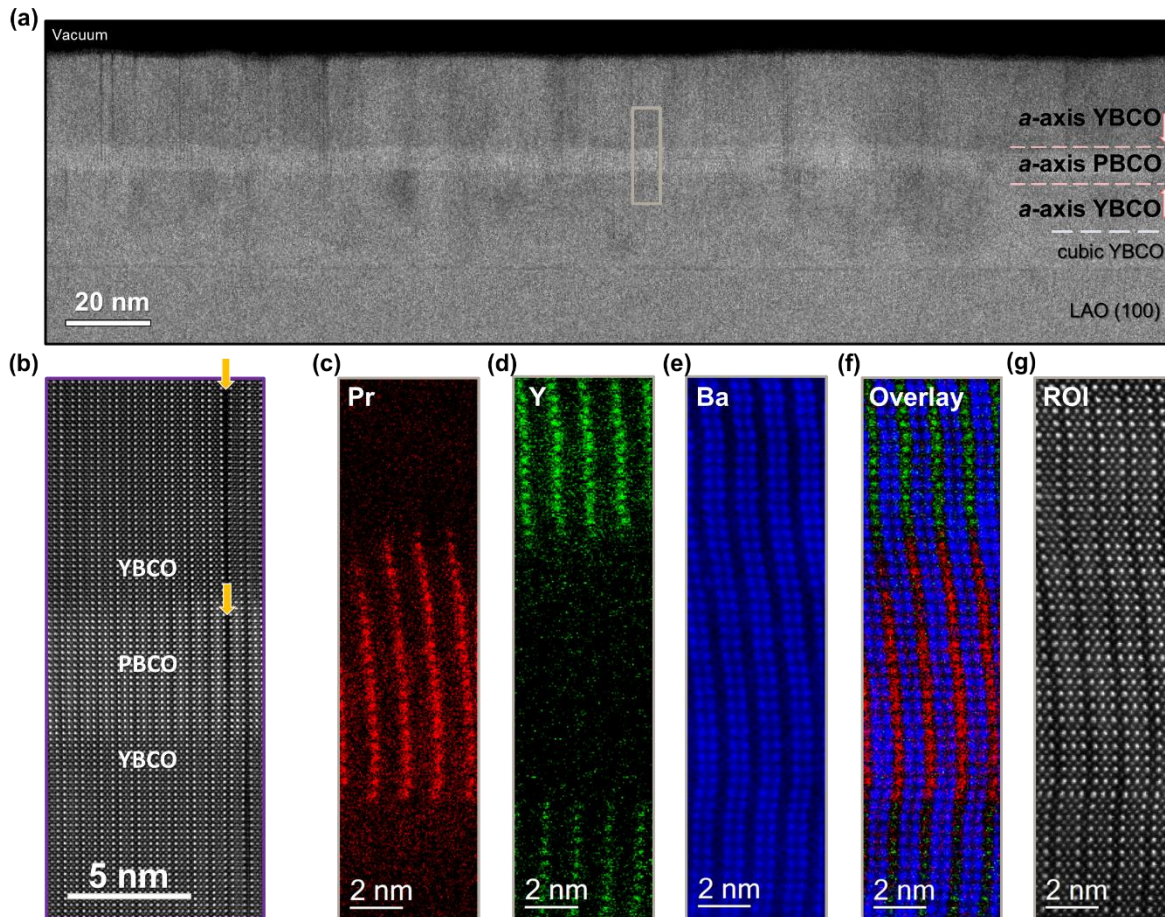 (a)
Vacuum
a-axis YBCO
a-axis PBCO
a-axis YBCO
cubic YBCO
LAO (100)
20 nm
(b)
(c)
(d)
(e)
(f)
(g)
Pr
Y
Ba
Overlay
ROI
YBCO
PBCO
YBCO
5 nm
2 nm
2 nm
2 nm
2 nm
2 nm